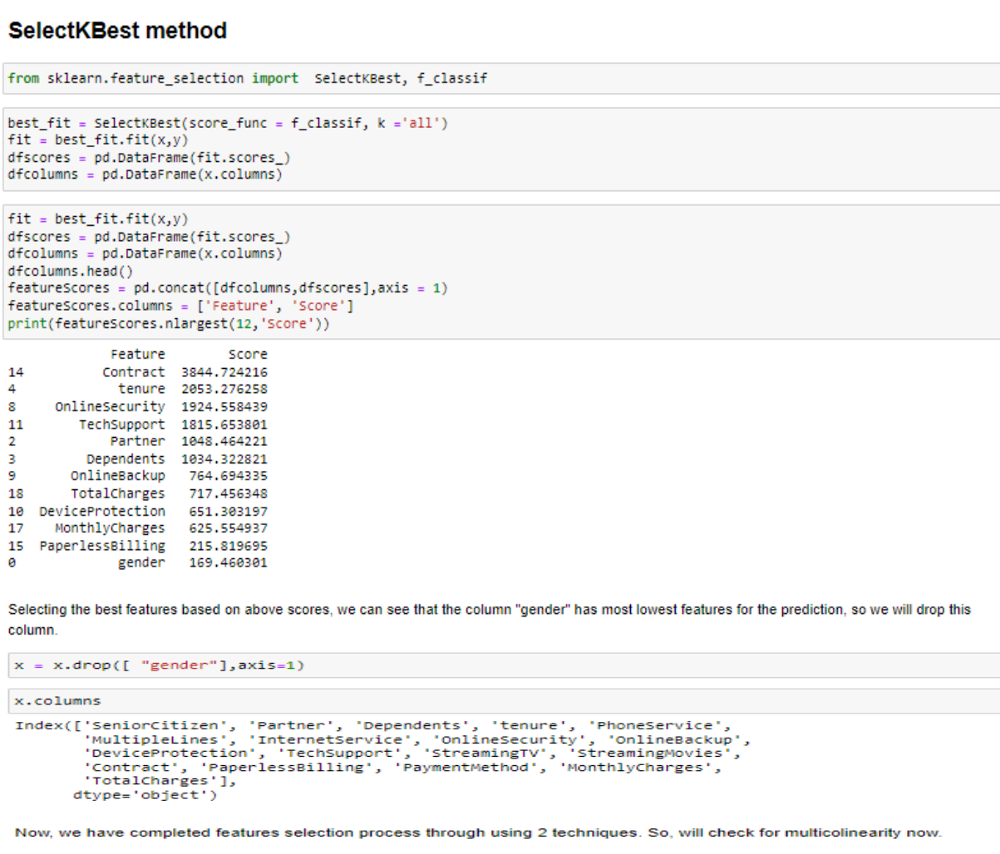 SelectKBest method
from sklearn.feature_selection import  SelectKBest, f_classif
best_fit = SelectKBest(score_func = f_classif, k ='all')
fit = best_fit.fit(x,y)
dfscores = pd.DataFrame(fit.scores_)
dfcolumns = pd.DataFrame(x.columns)
fit = best_fit.fit(x,y)
dfscores = pd.DataFrame(fit.scores_)
dfcolumns = pd.DataFrame(x.columns)
dfcolumns.head()
featureScores = pd.concat([dfcolumns,dfscores],axis = 1)
featureScores.columns = ['Feature', 'Score']
print(featureScores.nlargest(12,'Score'))
Feature Score
14 Contract 3844.724216
4 tenure 2053.276258
8 OnlineSecurity 1924.558439
11 TechSupport 1815.653801
2 Partner 1048.464221
3 Dependents 1034.322821
9 OnlineBackup 764.694335
18 TotalCharges 717.456348
10 DeviceProtection 651.303197
17 MonthlyCharges 625.554937
15 PaperlessBilling 215.819695
0 gender 169.460301
Selecting the best features based on above scores, we can see that the column "gender" has most lowest features for the prediction, so we will drop this
column.
x = x.drop([ "gender"],axis=1)
x.columns
Index(['SeniorCitizen', 'Partner', 'Dependents', 'tenure', 'PhoneService',
'MultipleLines', 'InternetService', 'OnlineSecurity', 'OnlineBackup',
'DeviceProtection', 'TechSupport', 'StreamingTV', 'StreamingMovies',
'Contract', 'PaperlessBilling', 'PaymentMethod', 'MonthlyCharges',
'TotalCharges'],
dtype='object')
Now, we have completed features selection process through using 2 techniques. So, will check for multicolinearity now.